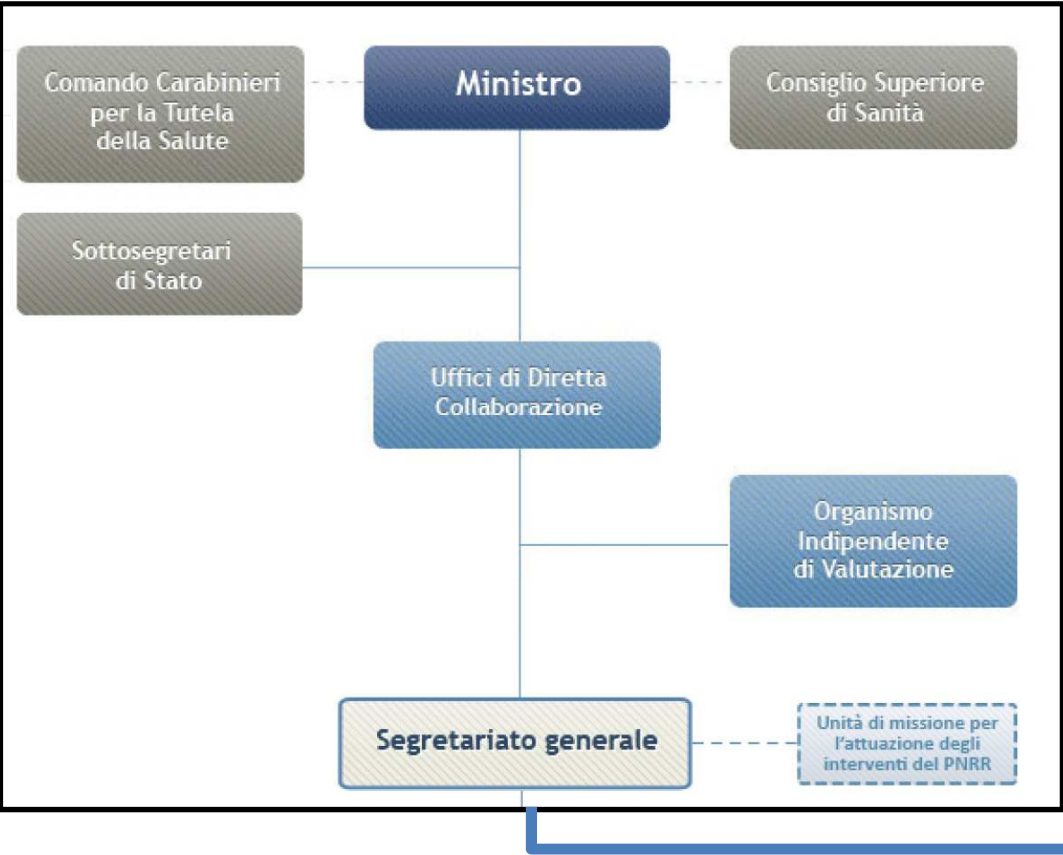 Comando Carabinieri
per la Tutela
della Salute
Ministro
Consiglio Superiore
di Sanità
Sottosegretari
di Stato
Uffici di Diretta
Collaborazione
Organismo
Indipendente
di Valutazione
Segretariato generale
Unità di missione per
l'attuazione degli
interventi del PNRR